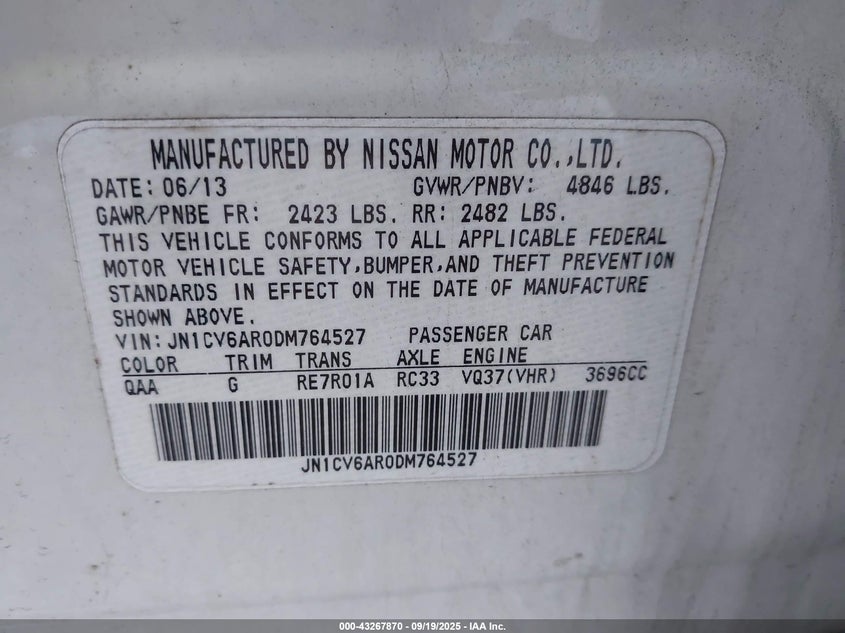 MANUFACTURED BY NISSAN MOTOR CO.,LTD.
DATE: 06/13 GVWR/PNBV: 4846 LBS.
GAWR/PNBE FR: 2423 LBS. RR: 2482 LBS.
THIS VEHICLE CONFORMS TO ALL APPLICABLE FEDERAL
MOTOR VEHICLE SAFETY,BUMPER,AND THEFT PREVENTION
STANDARDS IN EFFECT ON THE DATE OF MANUFACTURE
SHOWN ABOVE.
VIN: JN1CV6AR0DM764527 PASSENGER CAR
COLOR TRIM TRANS AXLE ENGINE
QAA G RE7R01A RC33 VQ37(VHR) 3696CC
JN1CV6AR0DM764527
000-43267870 - 09/19/2025 - IAA Inc.